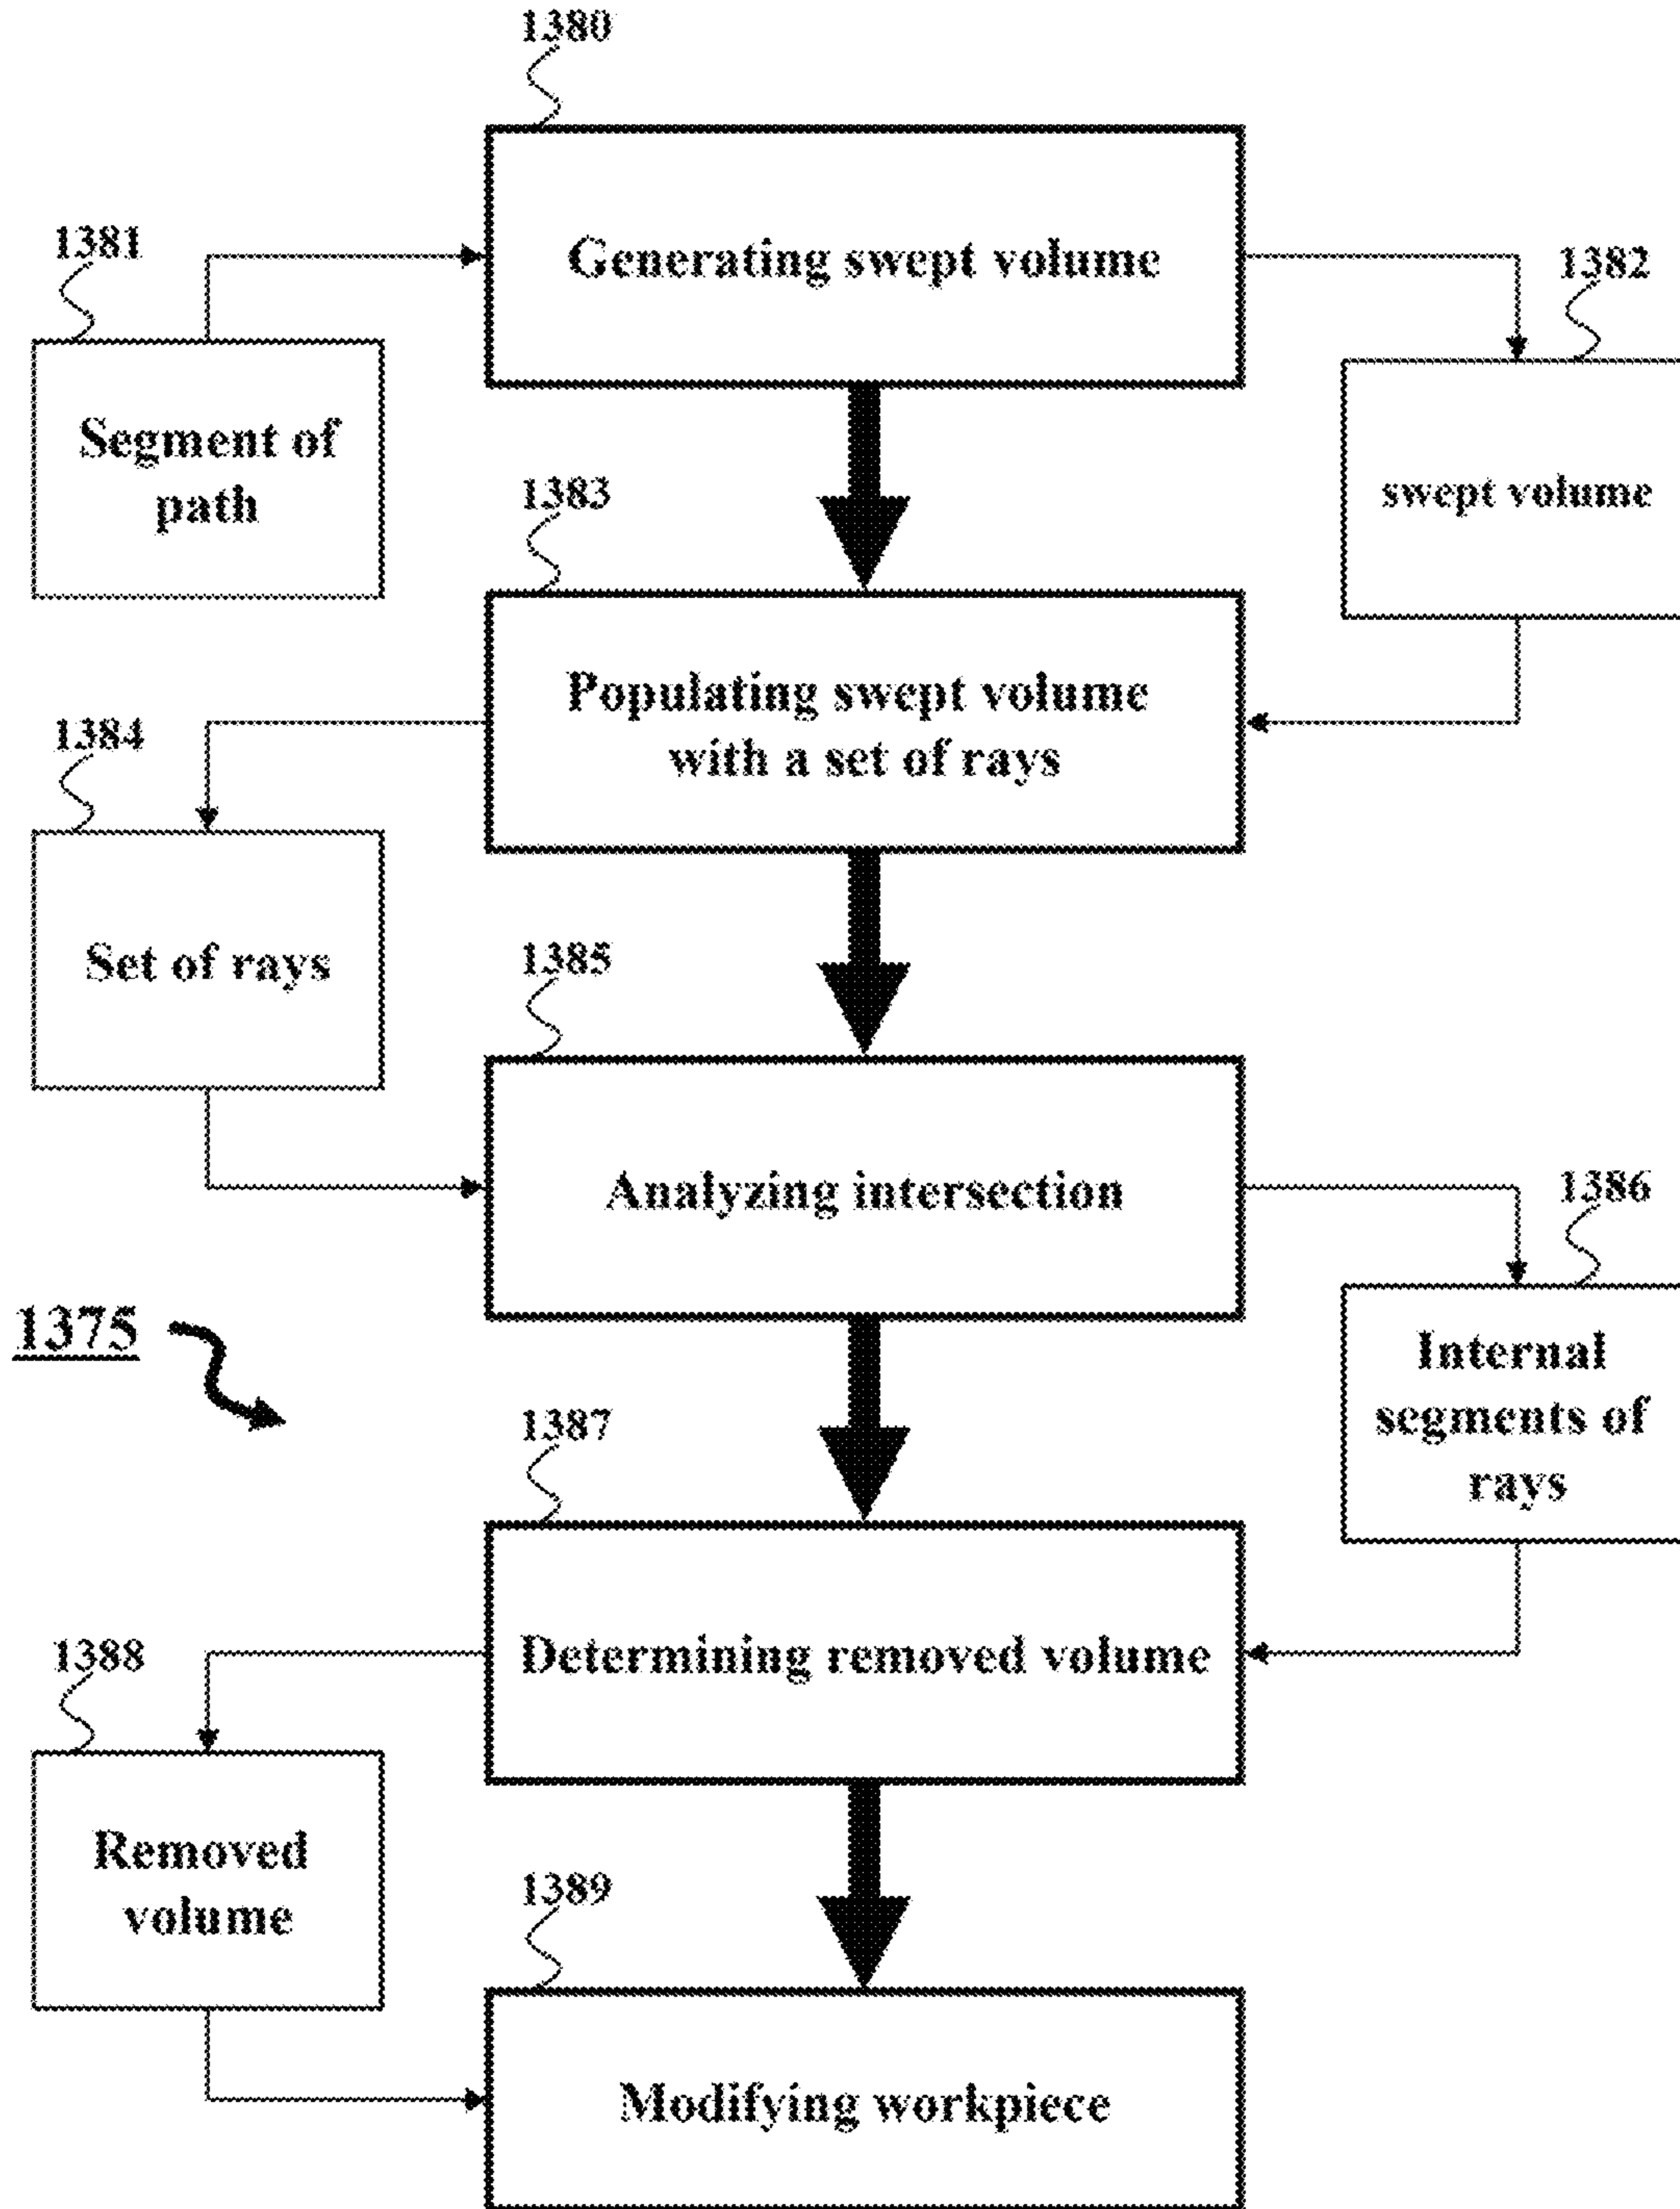 1380
Generating swept volume
1381
Segment of
path
1382
swept volume
1383
Populating swept volume
with a set of rays
1384
Set of rays
1385
Analyzing intersection
1386
Internal
segments of
rays
1375
1387
Determining removed volume
1388
Removed
volume
1389
Modifying workpiece